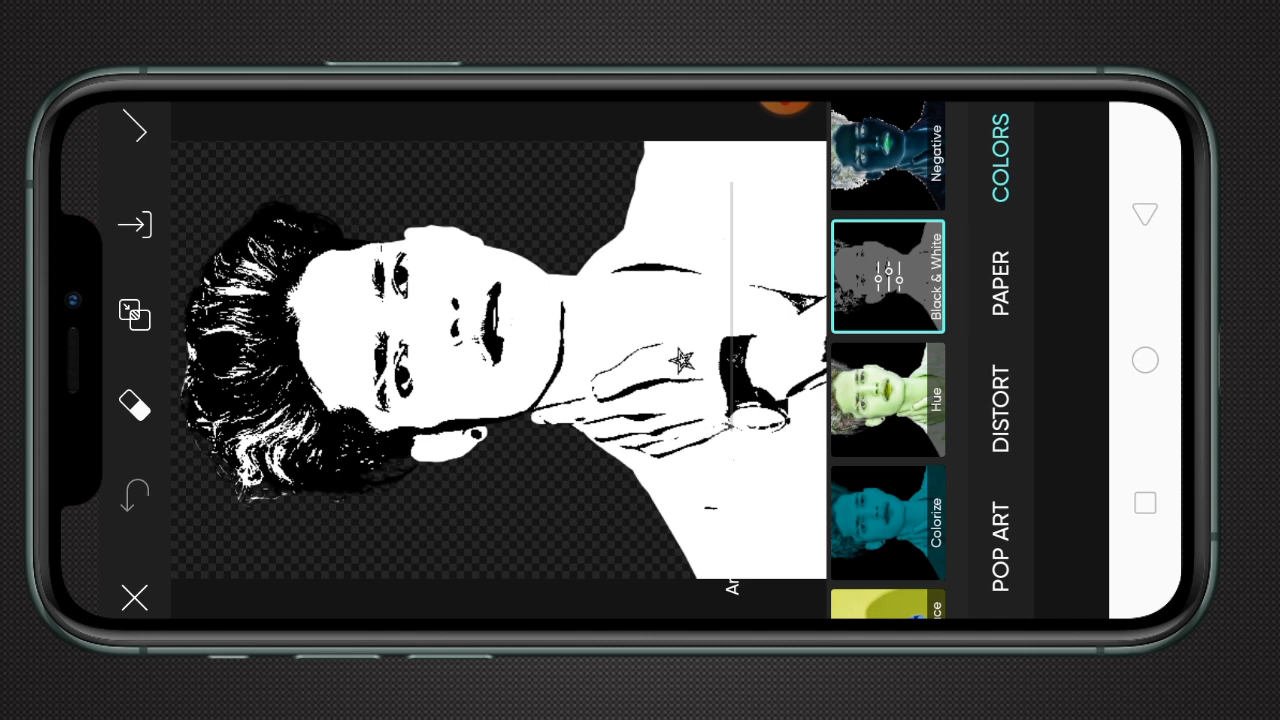 Negative
Black & White
Hue
Colorize
COLORS
PAPER
DISTORT
POP ART